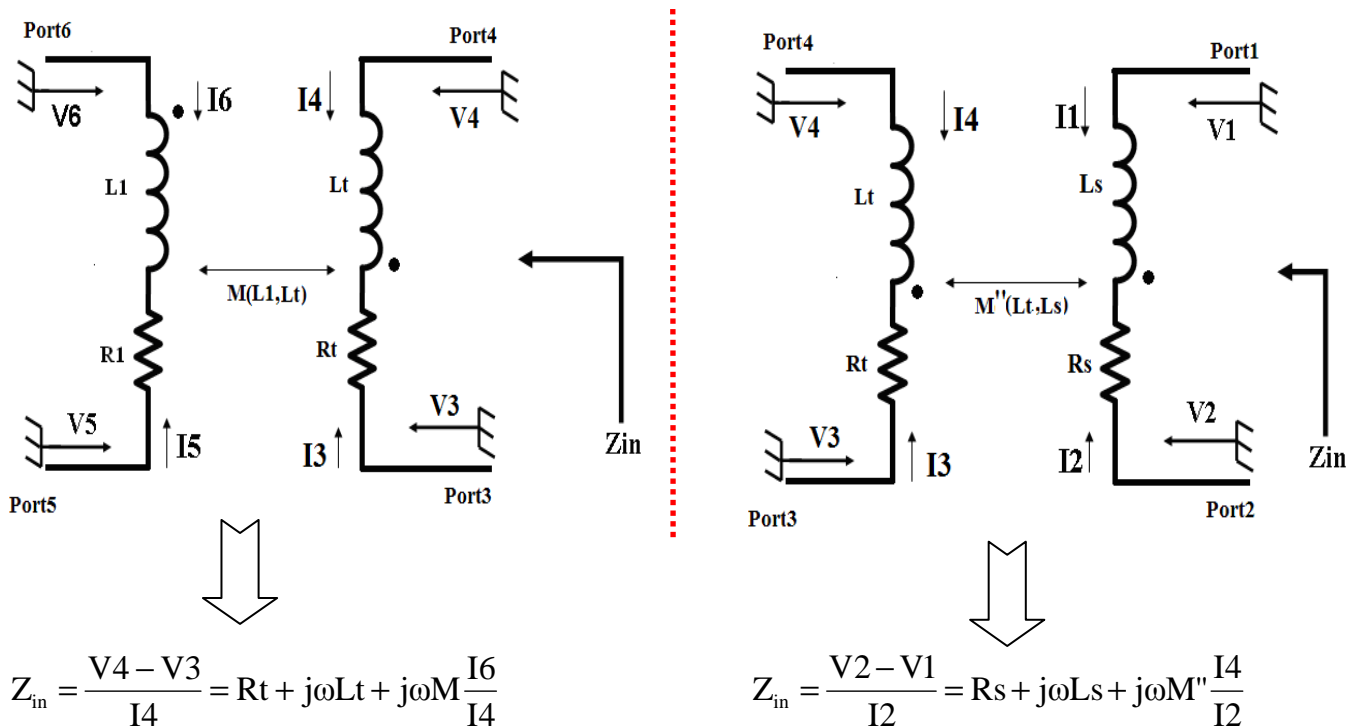 Port6
Port4
I6
I4
V6
V4
L1
Lt
M(L1,Lt)
R1
Rt
V5
V3
I5
I3
Zin
Port5
Port3
Z_in = (V4 − V3)/I4 = Rt + jωLt + jωM I6/I4
Port4
Port1
V4
I4
I1
V1
Lt
Ls
M"(Lt,Ls)
Rt
Rs
V3
V2
I3
I2
Zin
Port3
Port2
Z_in = (V2 − V1)/I2 = Rs + jωLs + jωM" I4/I2